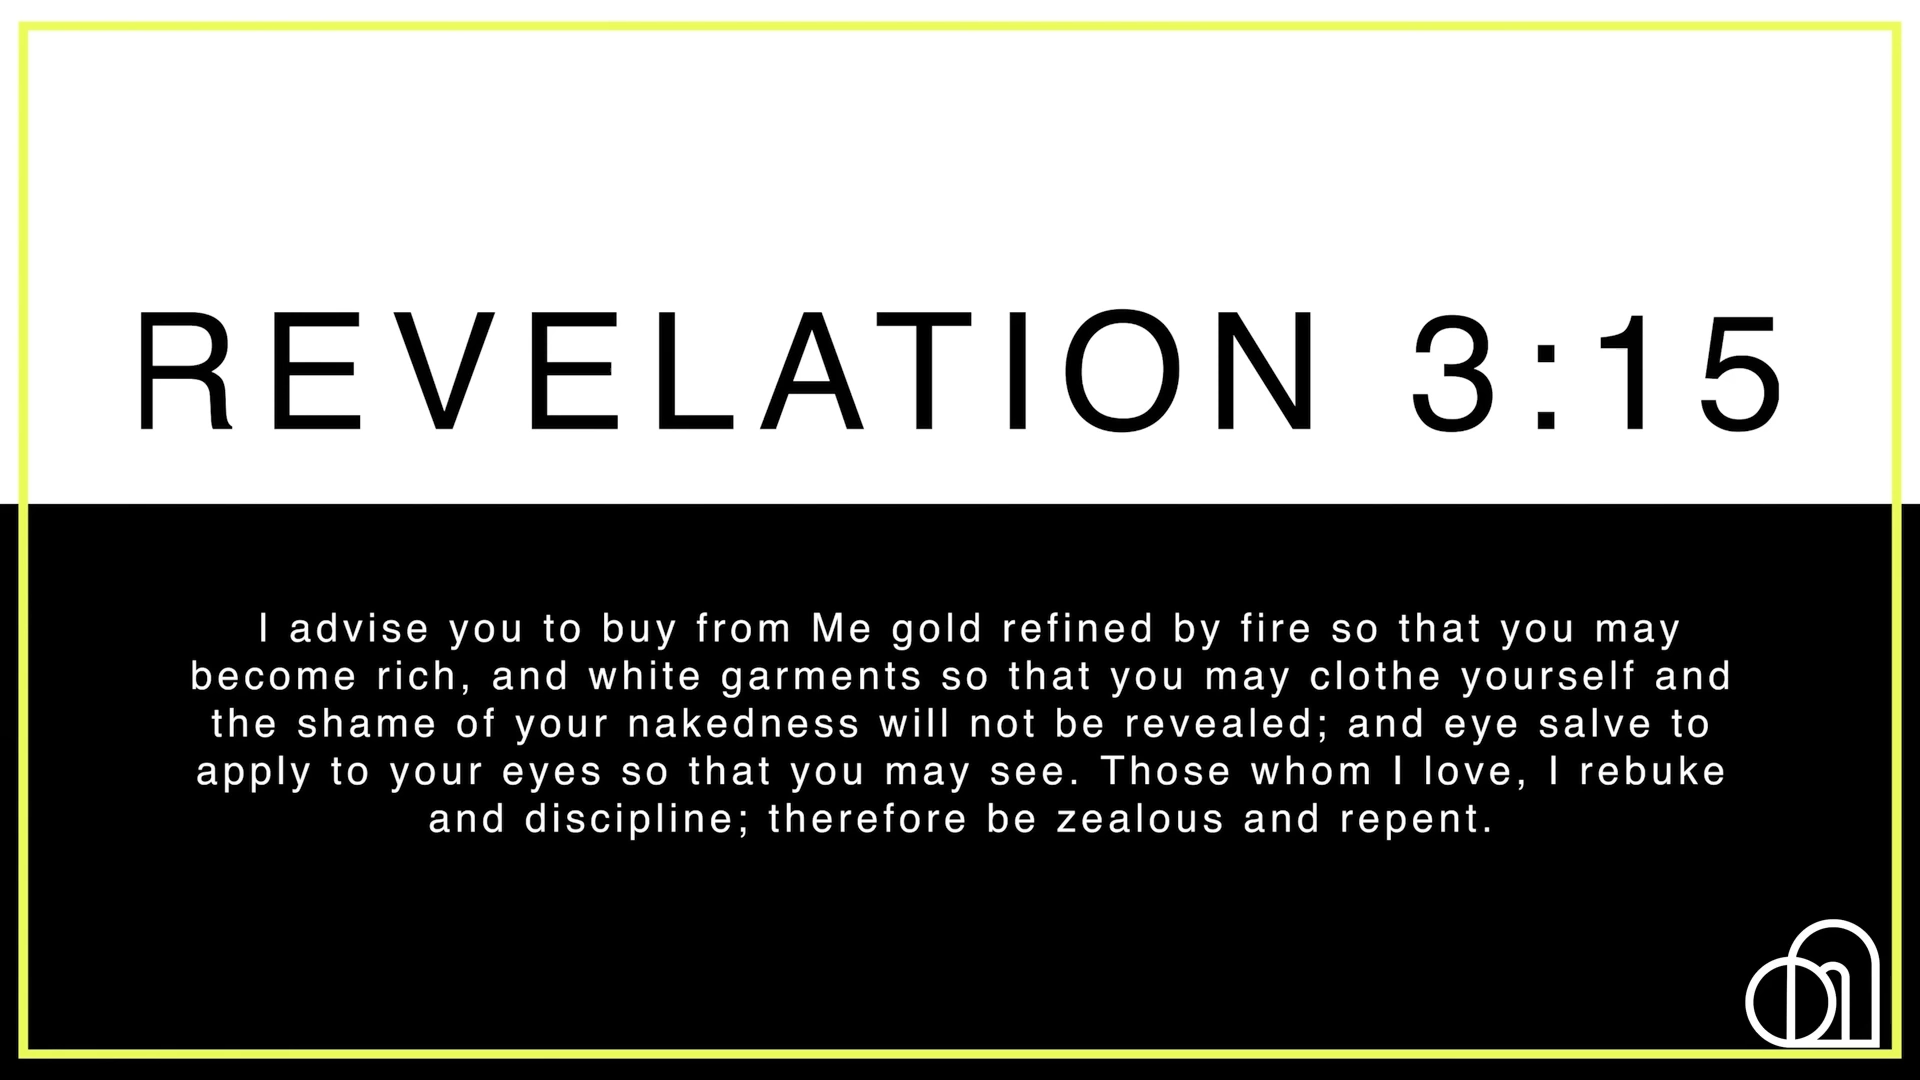 REVELATION 3:15
I advise you to buy from Me gold refined by fire so that you may
become rich, and white garments so that you may clothe yourself and
the shame of your nakedness will not be revealed; and eye salve to
apply to your eyes so that you may see. Those whom I love, I rebuke
and discipline; therefore be zealous and repent.